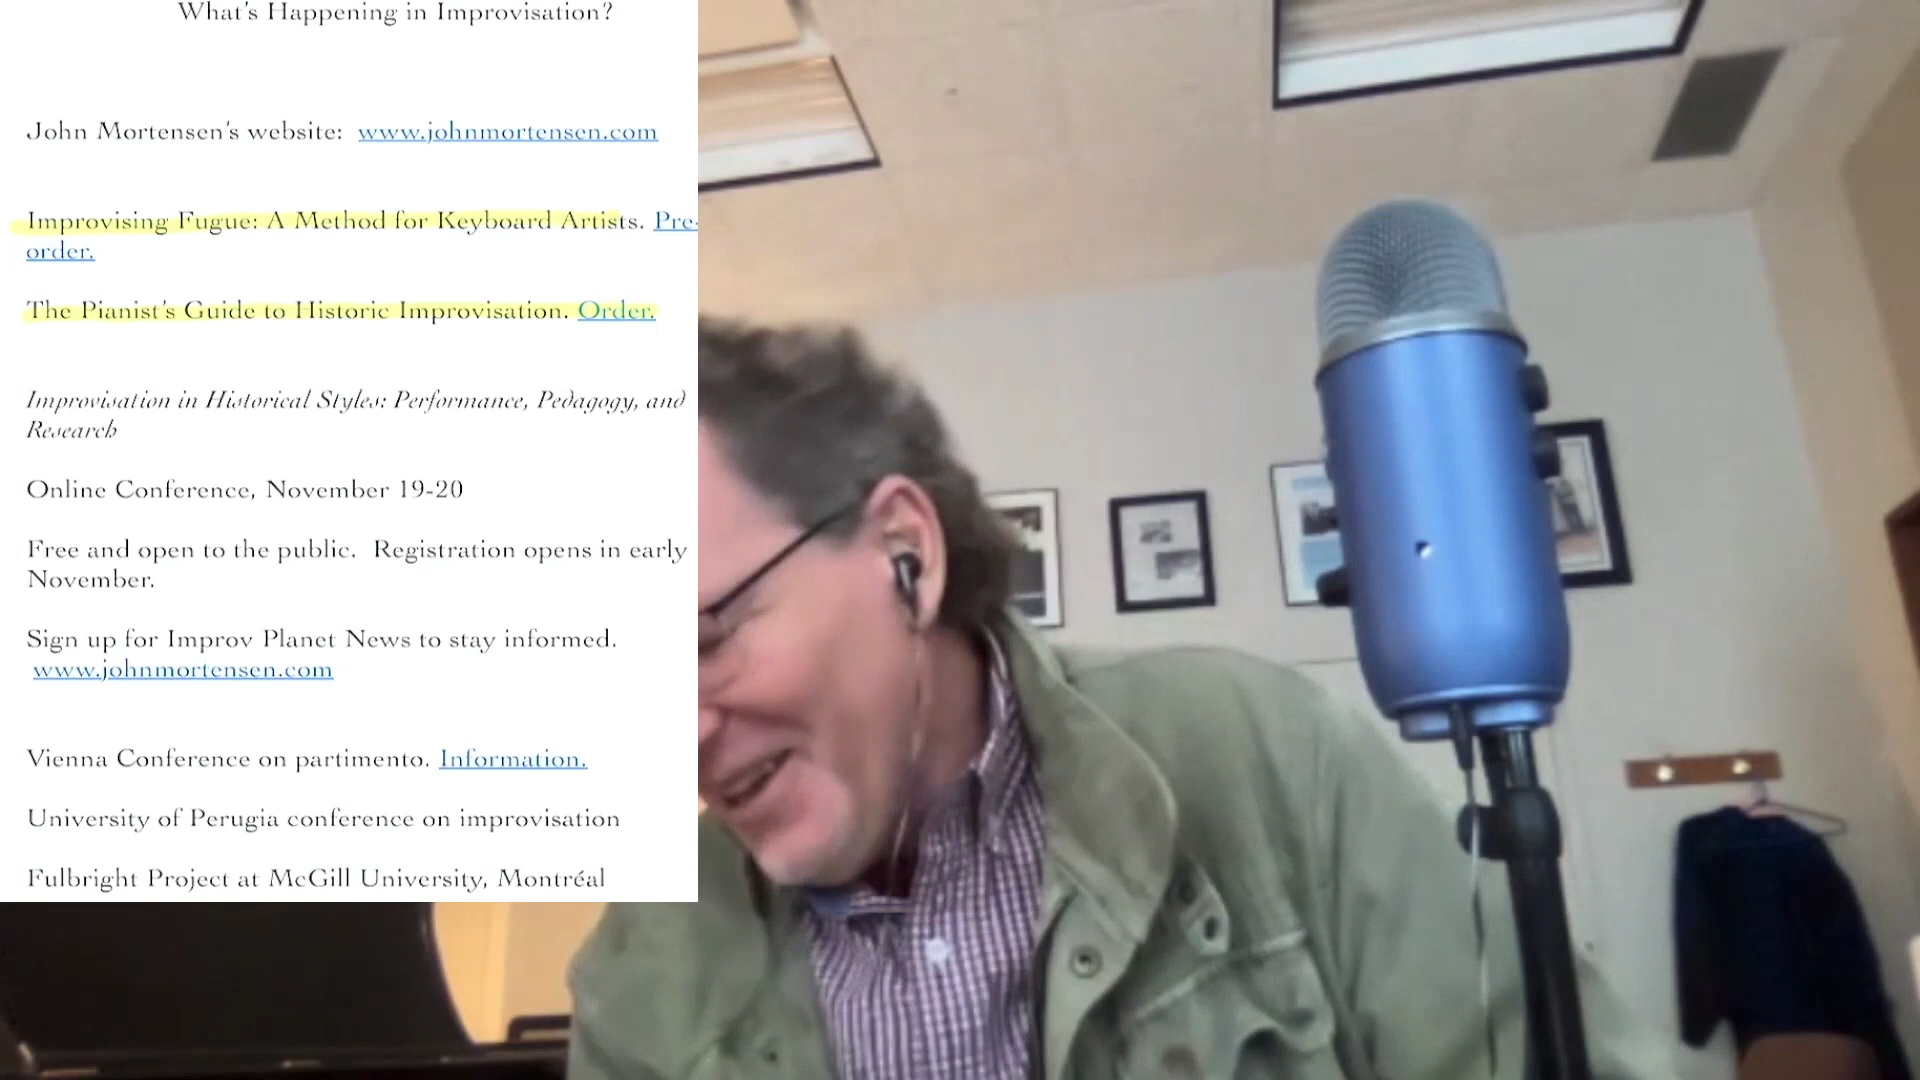 What's Happening in Improvisation?
John Mortensen's website: www.johnmortensen.com
Improvising Fugue: A Method for Keyboard Artists. Pre-
order.
The Pianist's Guide to Historic Improvisation. Order.
Improvisation in Historical Styles: Performance, Pedagogy, and
Research
Online Conference, November 19-20
Free and open to the public. Registration opens in early
November.
Sign up for Improv Planet News to stay informed.
www.johnmortensen.com
Vienna Conference on partimento. Information.
University of Perugia conference on improvisation
Fulbright Project at McGill University, Montréal